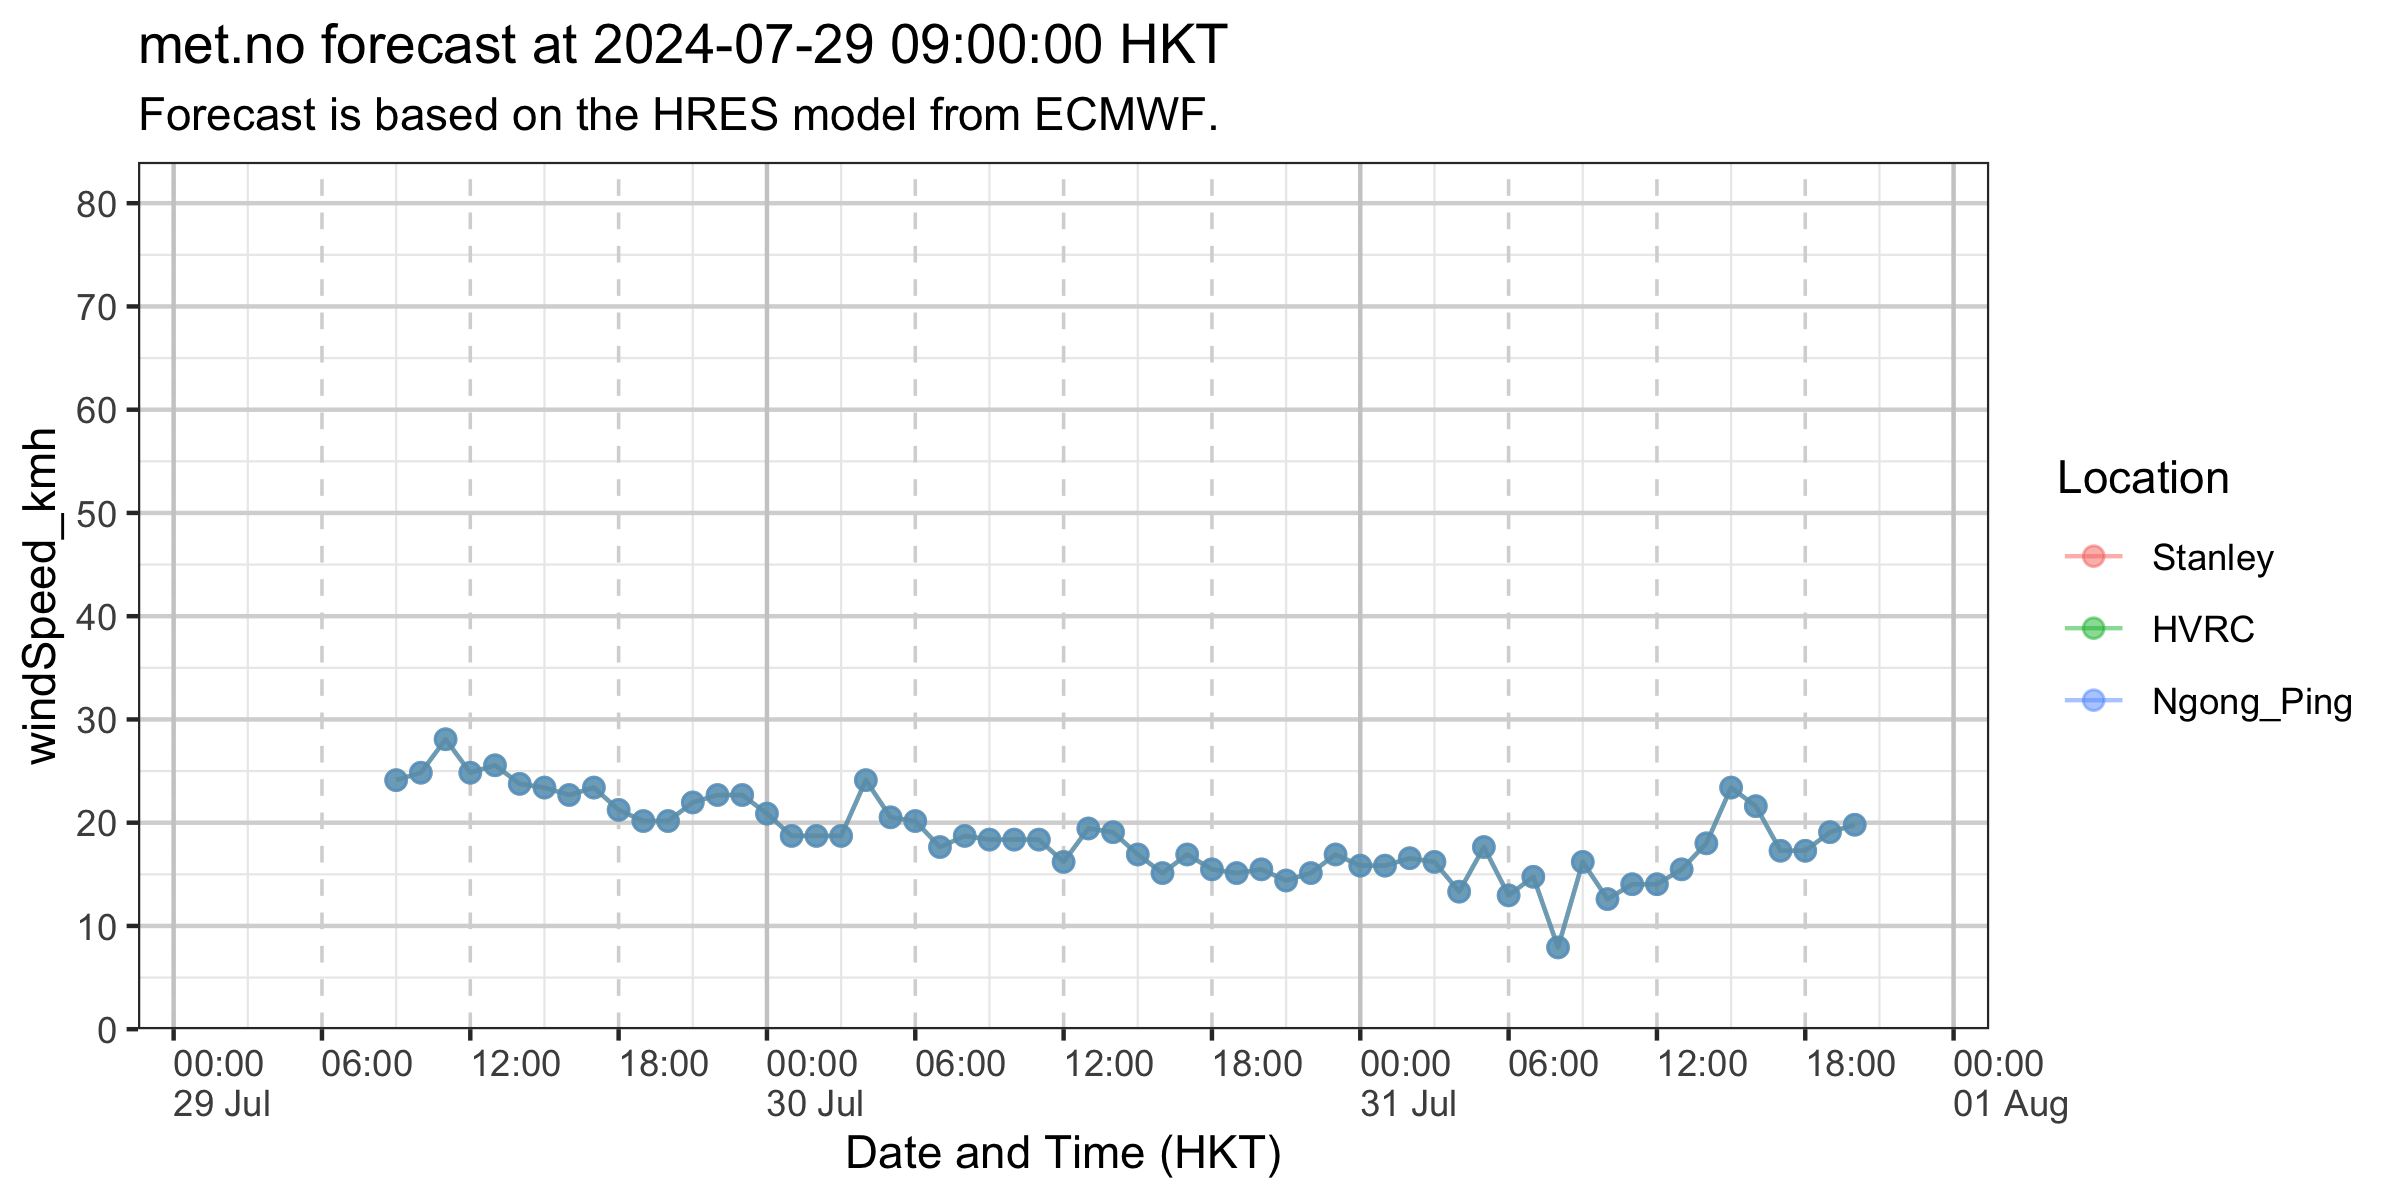 met.no forecast at 2024-07-29 09:00:00 HKT
Forecast is based on the HRES model from ECMWF.
windSpeed_kmh
80
70
60
50
40
30
20
10
0
00:00 06:00 12:00 18:00 00:00 06:00 12:00 18:00 00:00 06:00 12:00 18:00 00:00
29 Jul 30 Jul 31 Jul 01 Aug
Date and Time (HKT)
Location
Stanley
HVRC
Ngong_Ping